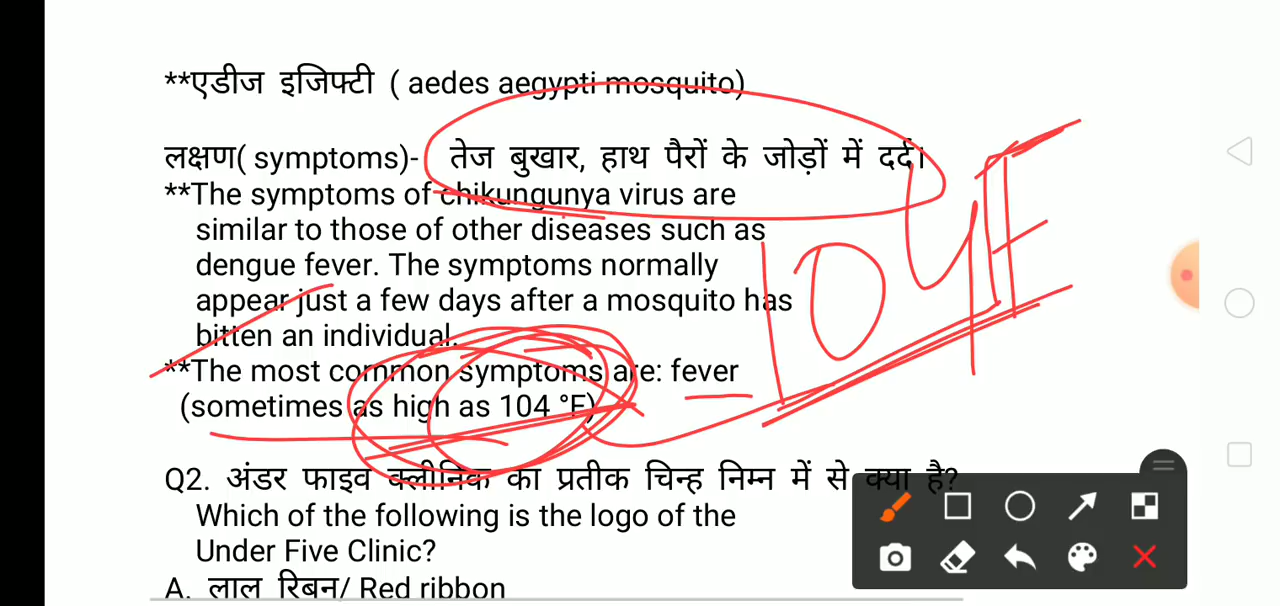 **एडीज इजिफ्टी ( aedes aegypti mosquito)
लक्षण( symptoms)- तेज बुखार, हाथ पैरों के जोड़ों में दर्द।
**The symptoms of chikungunya virus are
similar to those of other diseases such as
dengue fever. The symptoms normally
appear just a few days after a mosquito has
bitten an individual.
**The most common symptoms are: fever
(sometimes as high as 104 °F)
104F
Q2. अंडर फाइव क्लीनिक का प्रतीक चिन्ह निम्न में से क्या है?
Which of the following is the logo of the
Under Five Clinic?
A. लाल रिबन/ Red ribbon